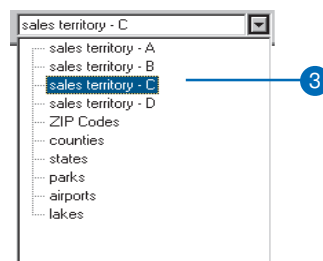 sales territory - C
sales territory - A
sales territory - B
sales territory - C
3
sales territory - D
ZIP Codes
counties
states
parks
airports
lakes